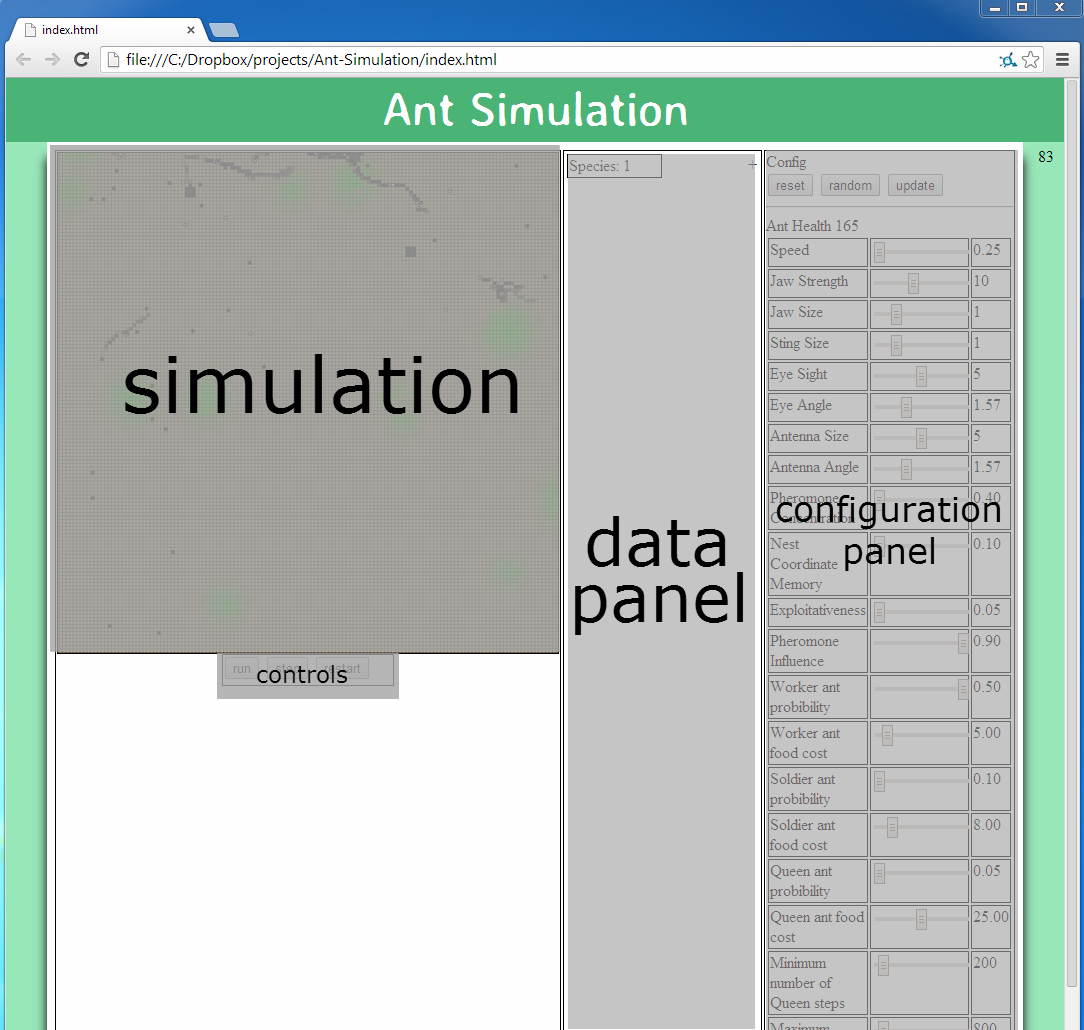 index.html
file:///C:/Dropbox/projects/Ant-Simulation/index.html
Ant Simulation
83
simulation
run step restart
controls
Species: 1 +
data
panel
Config
reset random update
Ant Health 165
Speed 0.25
Jaw Strength 10
Jaw Size 1
Sting Size 1
Eye Sight 5
Eye Angle 1.57
Antenna Size 5
Antenna Angle 1.57
Pheromone 0.40
Concentration
configuration
panel
Nest 0.10
Coordinate
Memory
Exploitativeness 0.05
Pheromone 0.90
Influence
Worker ant 0.50
probibility
Worker ant 5.00
food cost
Soldier ant 0.10
probibility
Soldier ant 8.00
food cost
Queen ant 0.05
probibility
Queen ant food 25.00
cost
Minimum 200
number of
Queen steps
Maximum 800